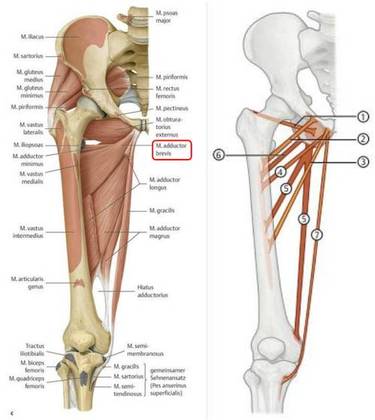 M. psoas
major
M. iliacus
M. sartorius
M. gluteus
medius
M. gluteus
minimus
M. piriformis
M. vastus
lateralis
M. iliopsoas
M. adductor
minimus
M. vastus
medialis
M. vastus
intermedius
M. articularis
genus
Tractus
iliotibialis
M. biceps
femoris
M. quadriceps
femoris
c
M. piriformis
M. rectus
femoris
M. pectineus
M. obtura-
torius
externus
M. adductor
brevis
M. adductor
longus
M. gracilis
M. adductor
magnus
Hiatus
adductorius
M. semi-
membranosus
M. gracilis
M. sartorius
M. semi-
tendinosus
gemeinsamer
Sehnenansatz
(Pes anserinus
superficialis)
1
2
6
3
4
5
5
7